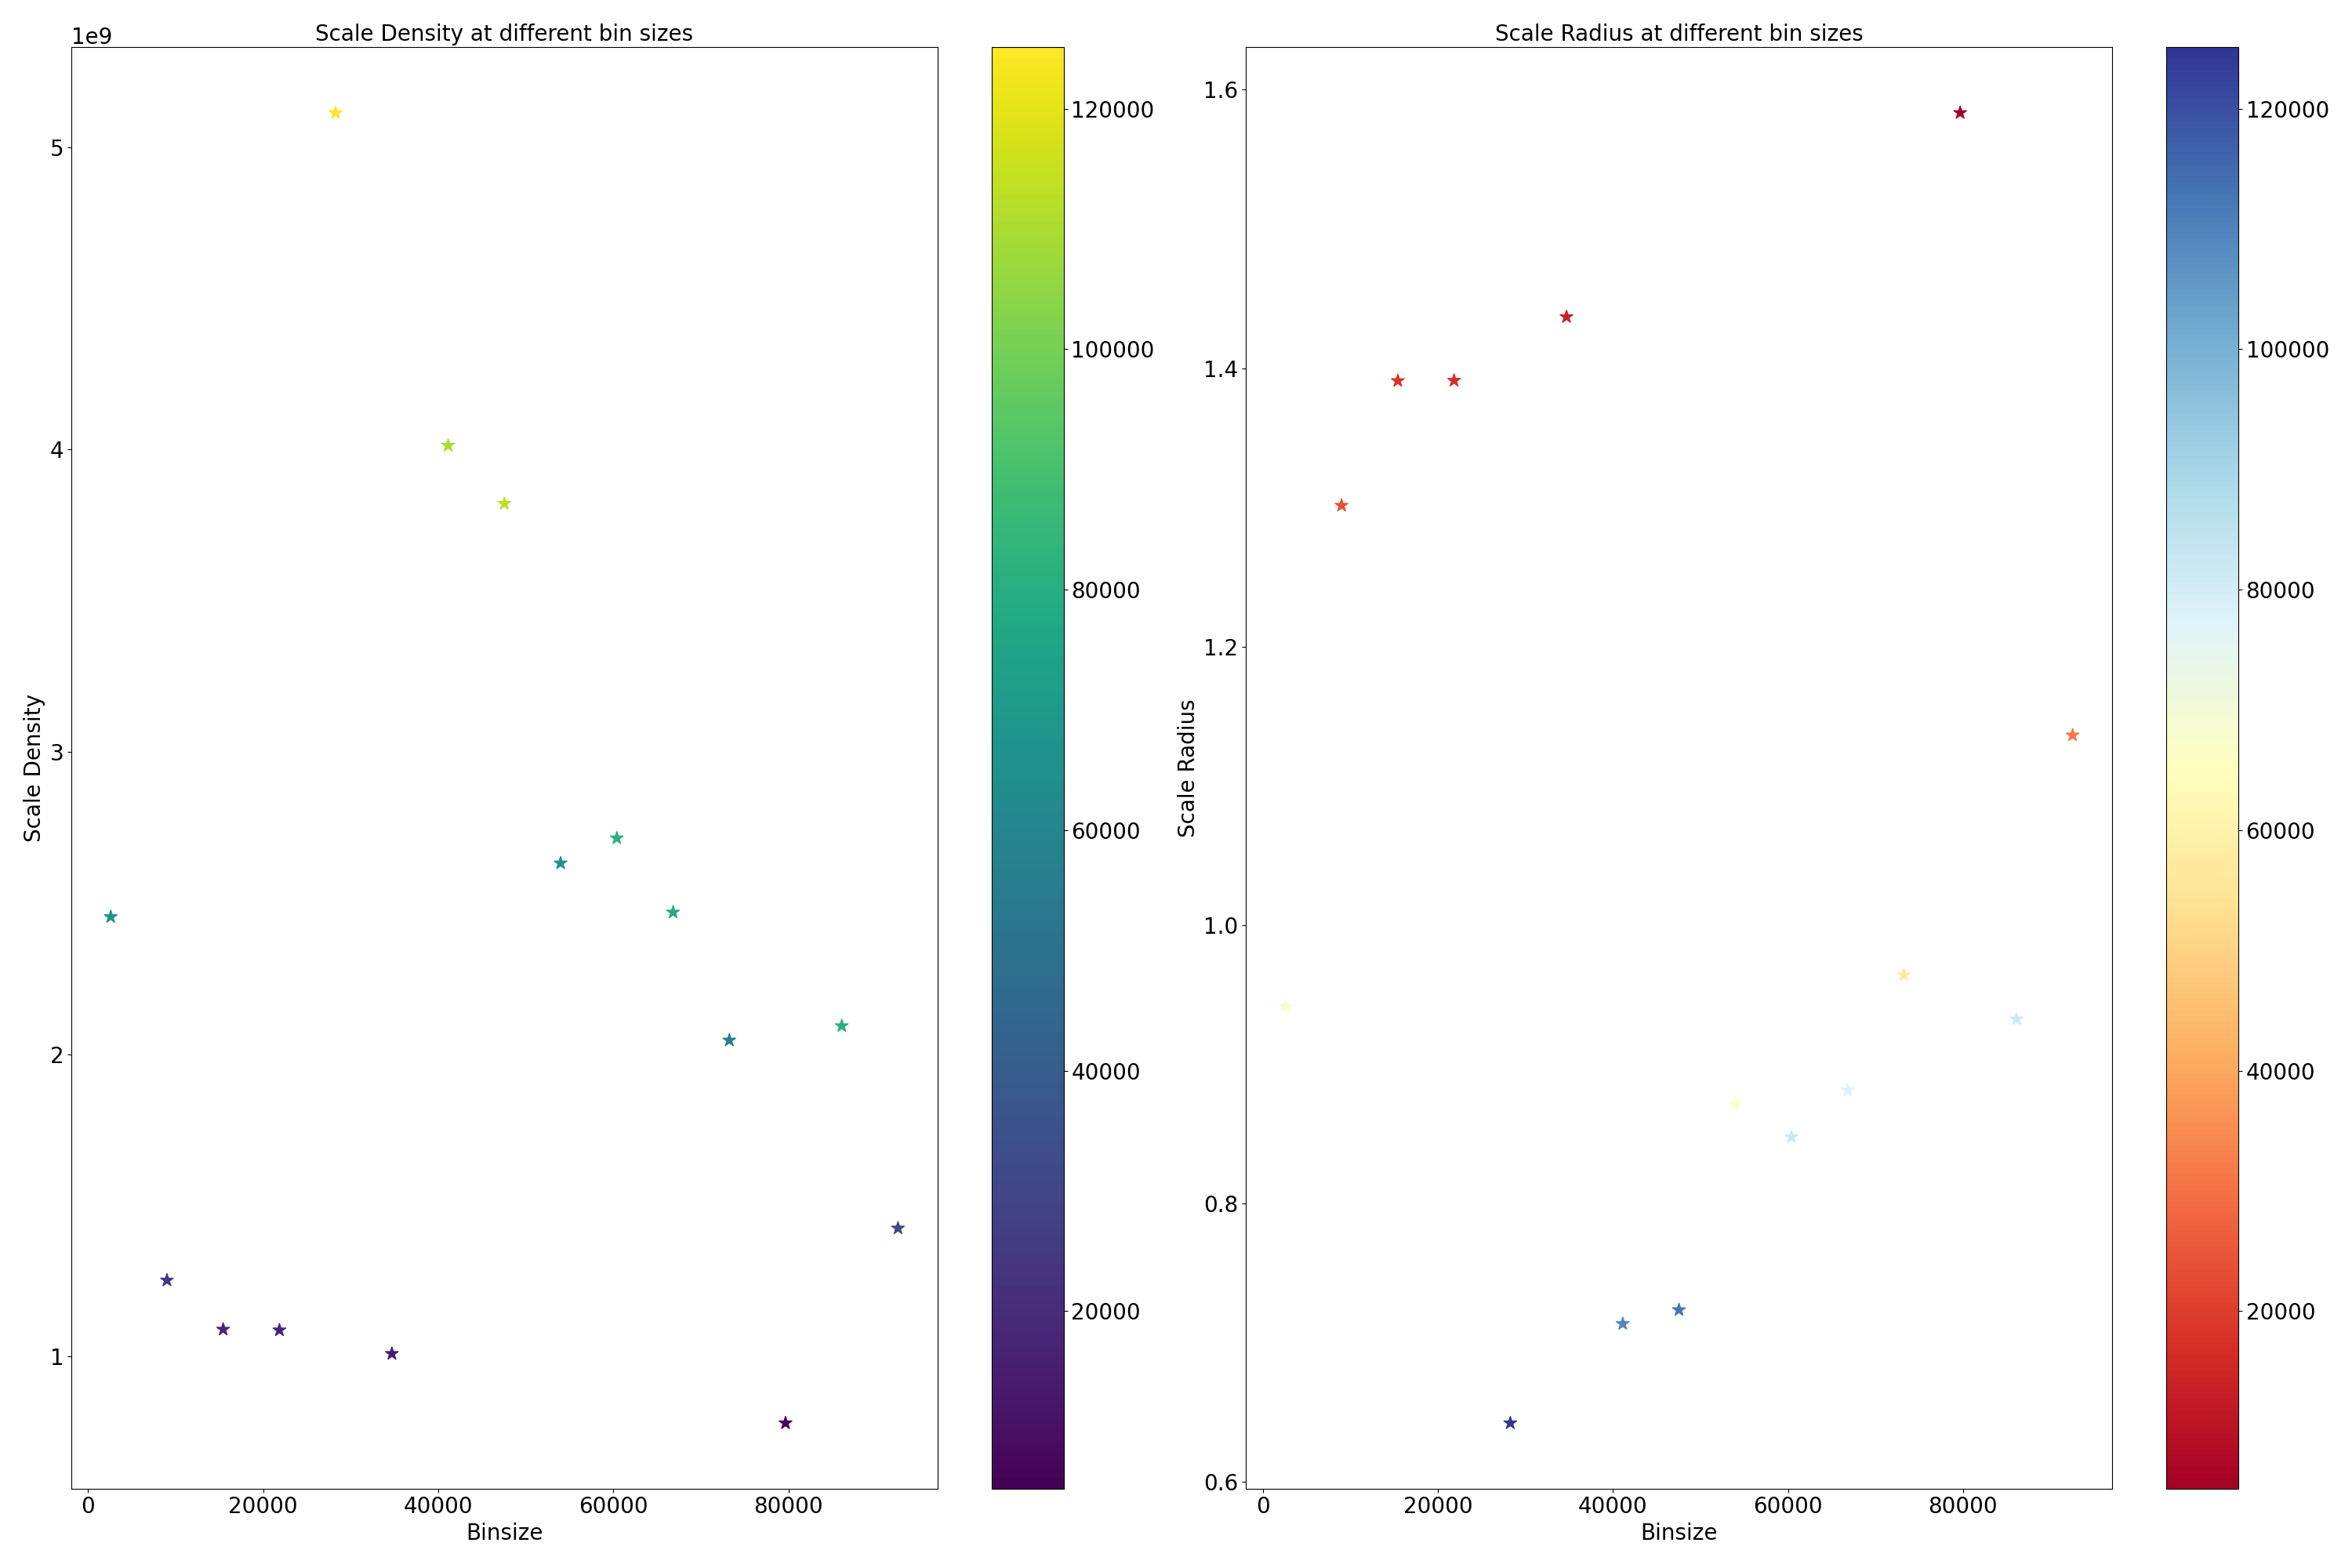 Scale Density at different bin sizes
1e9
5
4
3
2
1
Scale Density
0 20000 40000 60000 80000
Binsize
120000
100000
80000
60000
40000
20000
Scale Radius at different bin sizes
1.6
1.4
1.2
1.0
0.8
0.6
Scale Radius
0 20000 40000 60000 80000
Binsize
120000
100000
80000
60000
40000
20000